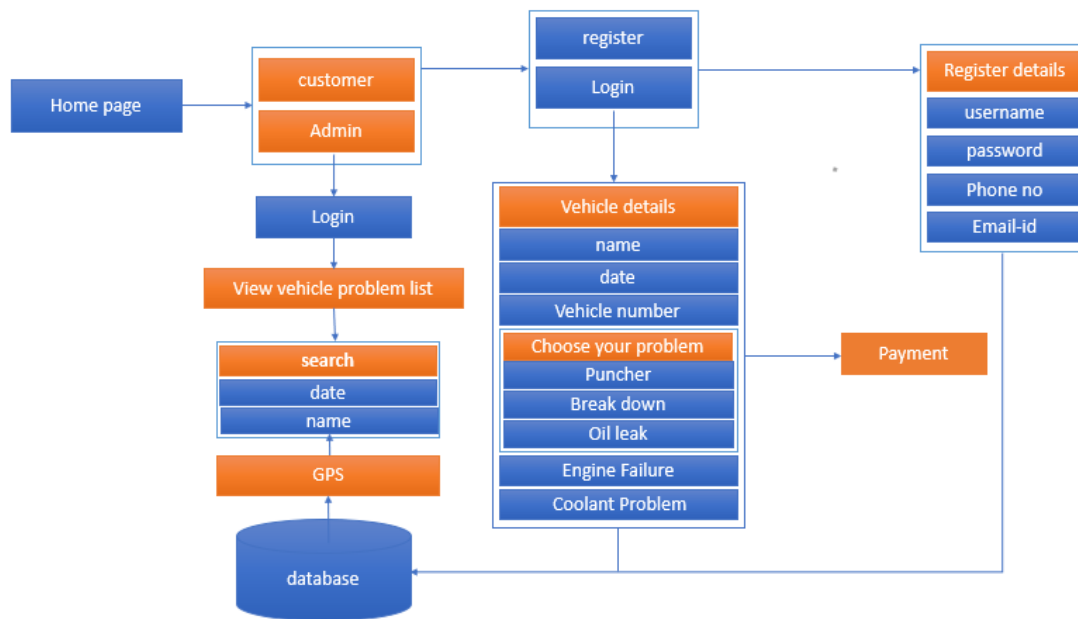 Home page
customer
Admin
register
Login
Register details
username
password
Phone no
Email-id
Login
View vehicle problem list
search
date
name
GPS
database
Vehicle details
name
date
Vehicle number
Choose your problem
Puncher
Break down
Oil leak
Engine Failure
Coolant Problem
Payment